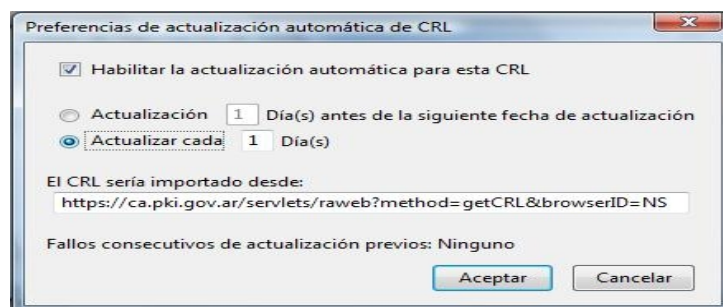 Preferencias de actualización automática de CRL
Habilitar la actualización automática para esta CRL
Actualización 1 Día(s) antes de la siguiente fecha de actualización
Actualizar cada 1 Día(s)
El CRL sería importado desde:
https://ca.pki.gov.ar/servlets/raweb?method=getCRL&browserID=NS
Fallos consecutivos de actualización previos: Ninguno
Aceptar Cancelar